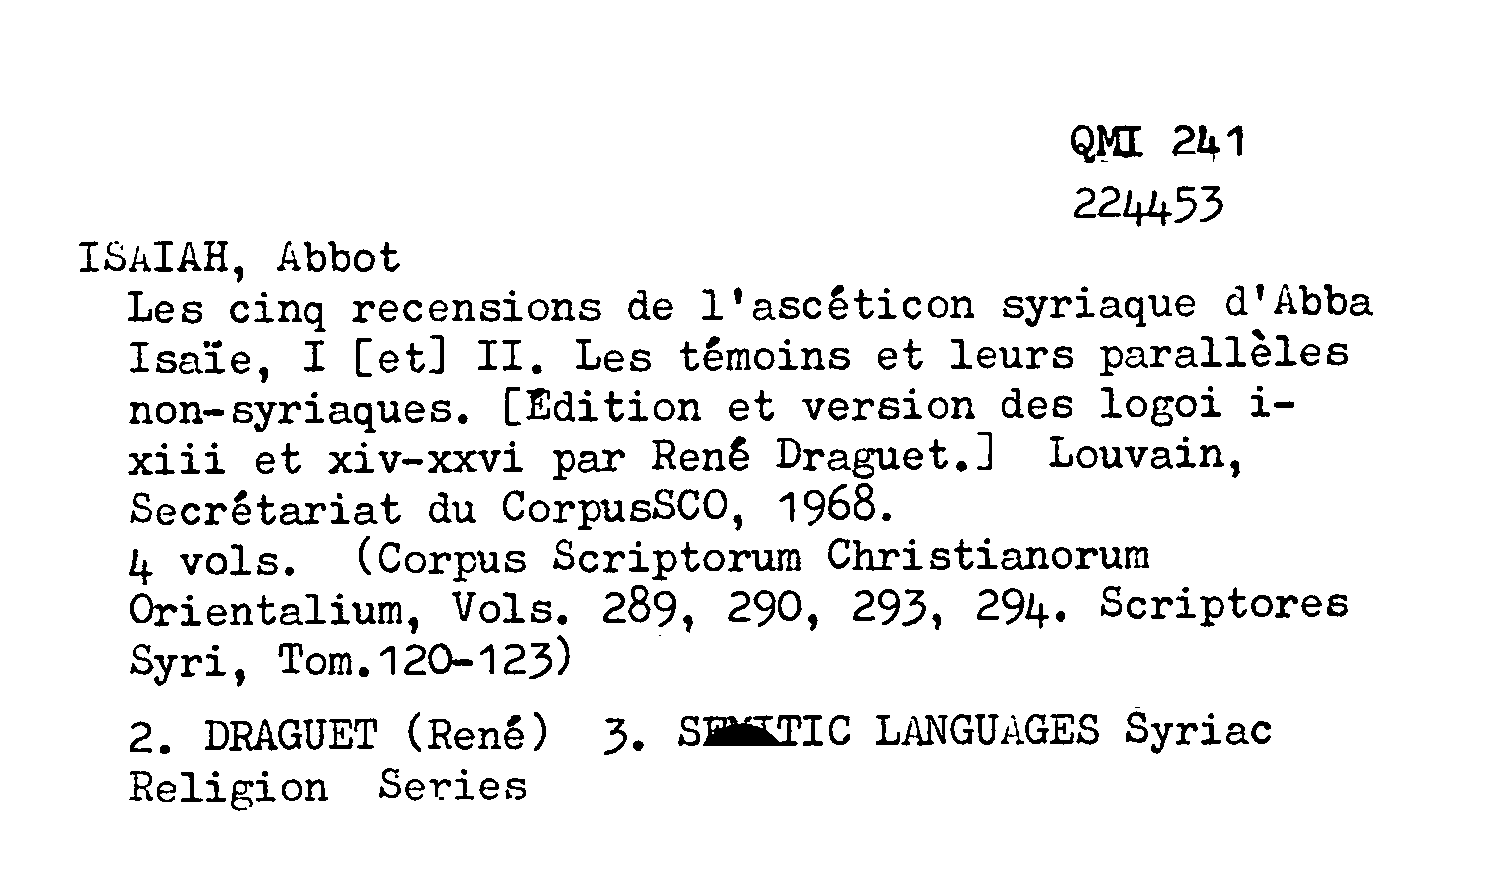 QMI 241
224453
ISAIAH, Abbot
Les cinq recensions de l'ascéticon syriaque d'Abba
Isaïe, I [et] II. Les témoins et leurs parallèles
non-syriaques. [Édition et version des logoi i-
xiii et xiv-xxvi par René Draguet.] Louvain,
Secrétariat du CorpusSCO, 1968.
4 vols. (Corpus Scriptorum Christianorum
Orientalium, Vols. 289, 290, 293, 294. Scriptores
Syri, Tom.120-123)
2. DRAGUET (René) 3. SEMITIC LANGUAGES Syriac
Religion Series